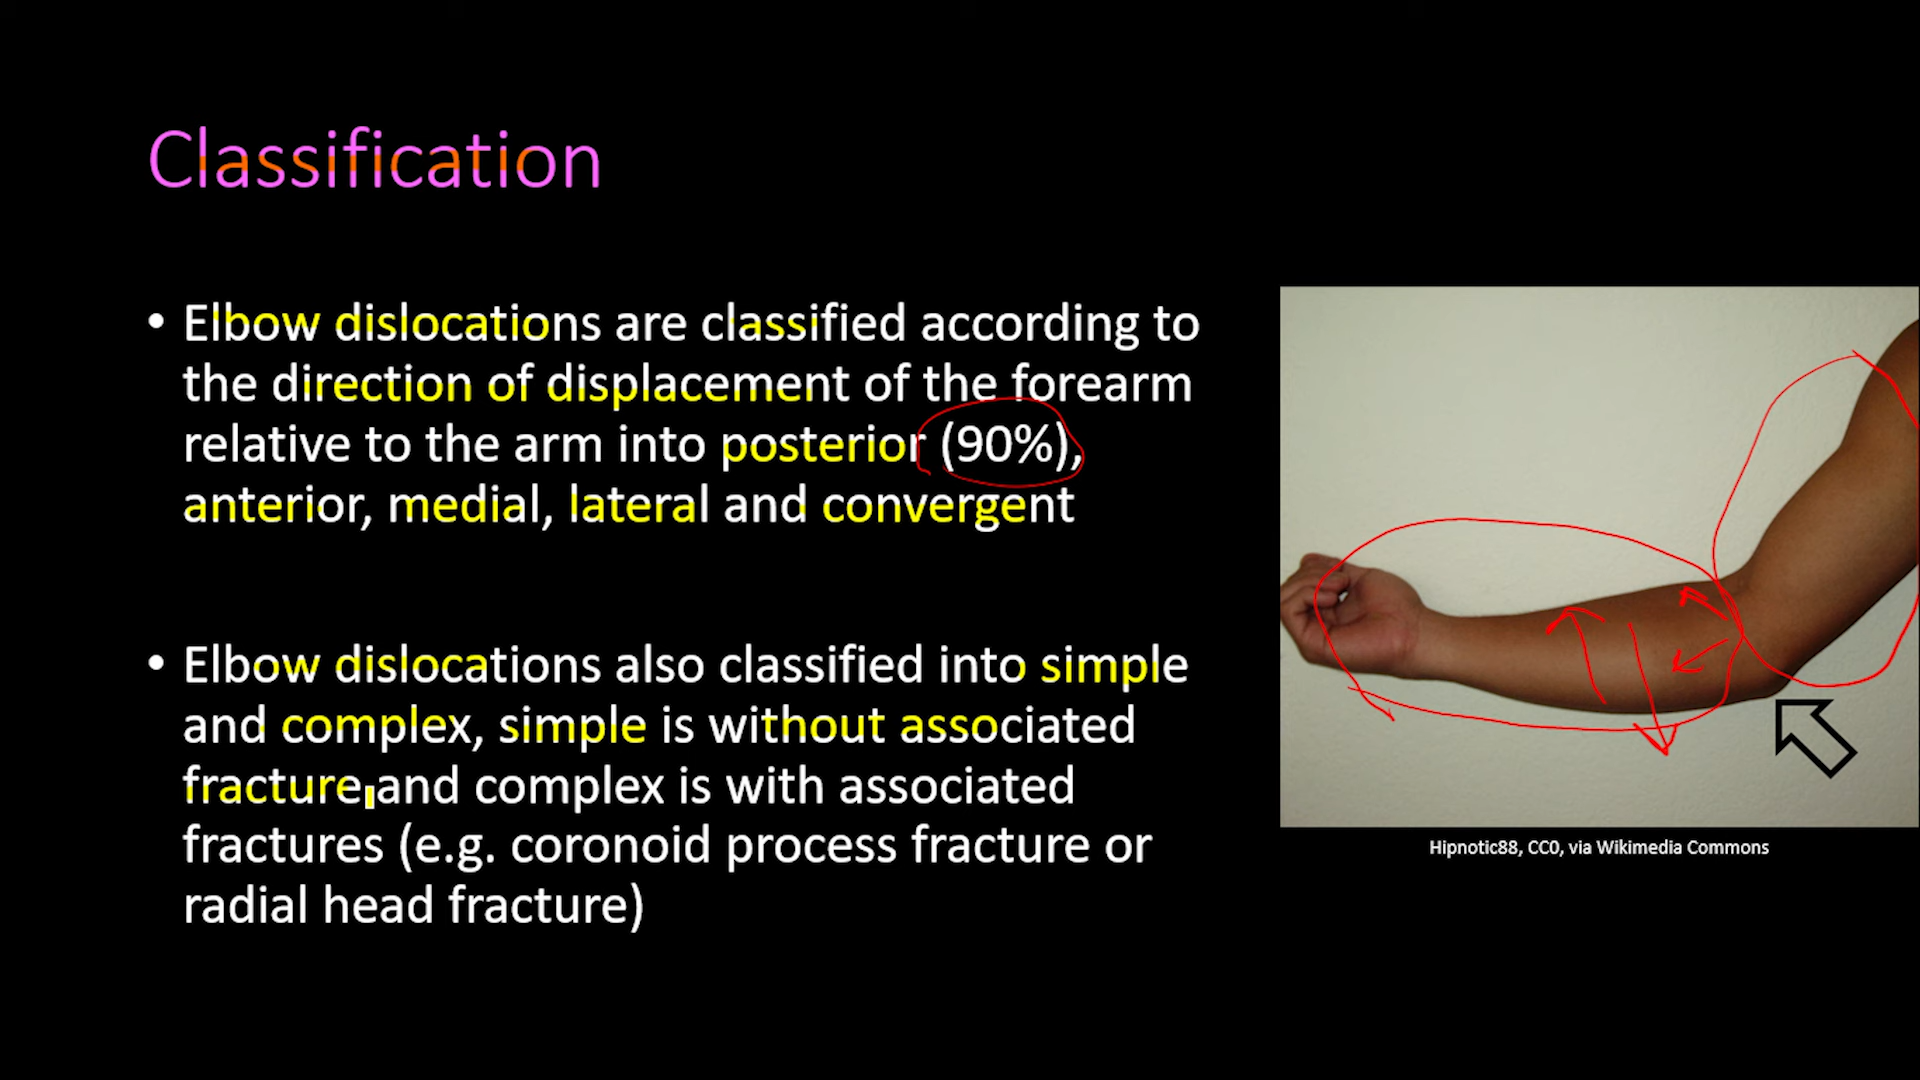 Classification
• Elbow dislocations are classified according to
the direction of displacement of the forearm
relative to the arm into posterior (90%),
anterior, medial, lateral and convergent
• Elbow dislocations also classified into simple
and complex, simple is without associated
fracture and complex is with associated
fractures (e.g. coronoid process fracture or
radial head fracture)
Hipnotic88, CC0, via Wikimedia Commons